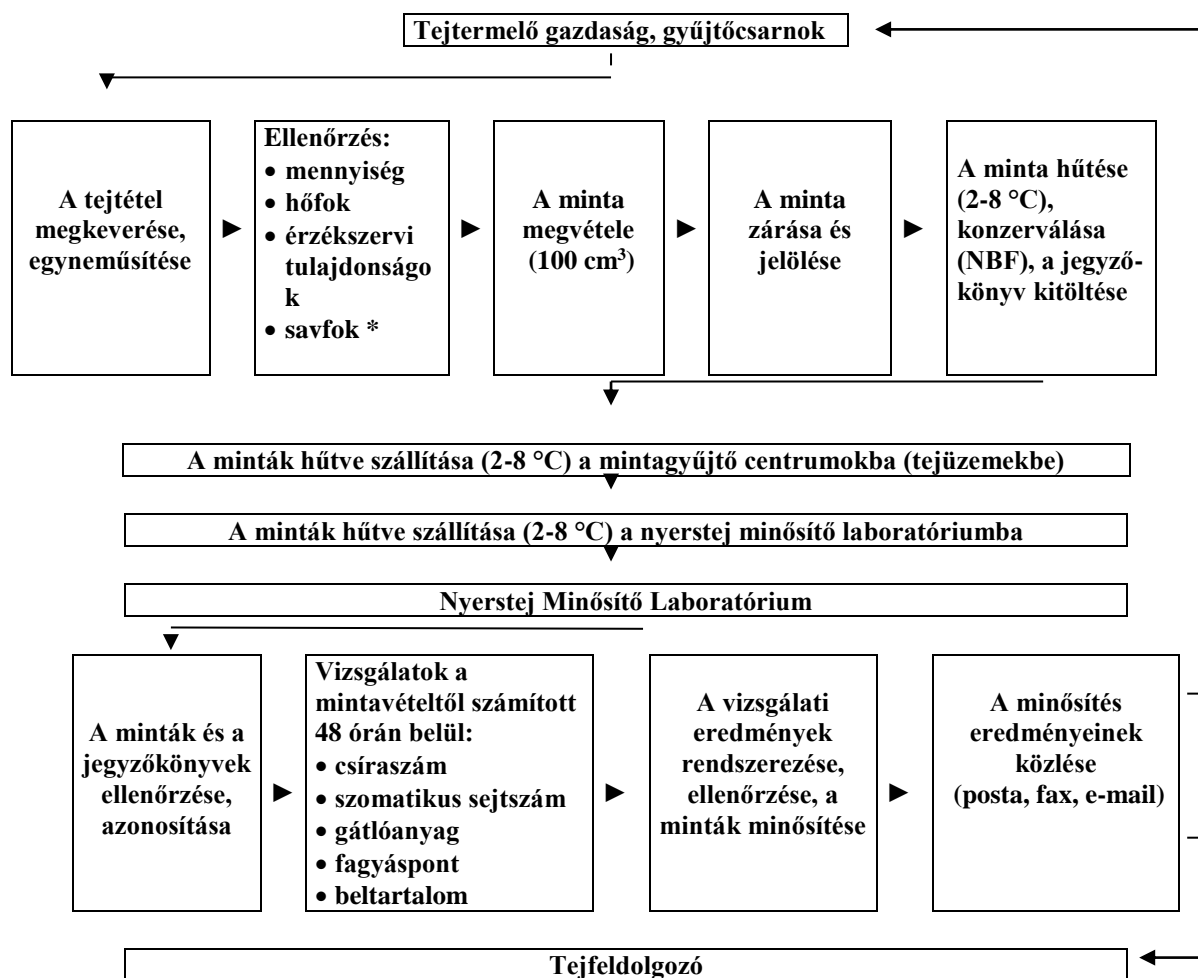 Tejtermelő gazdaság, gyűjtőcsarnok
A tejtétel
megkeverése,
egyneműsítése
Ellenőrzés:
• mennyiség
• hőfok
• érzékszervi
tulajdonságo
k
• savfok *
A minta
megvétele
(100 cm³)
A minta
zárása és
jelölése
A minta hűtése
(2-8 °C),
konzerválása
(NBF), a jegyző-
könyv kitöltése
A minták hűtve szállítása (2-8 °C) a mintagyűjtő centrumokba (tejüzemekbe)
A minták hűtve szállítása (2-8 °C) a nyerstej minősítő laboratóriumba
Nyerstej Minősítő Laboratórium
A minták és a
jegyzőkönyvek
ellenőrzése,
azonosítása
Vizsgálatok a
mintavételtől számított
48 órán belül:
• csíraszám
• szomatikus sejtszám
• gátlóanyag
• fagyáspont
• beltartalom
A vizsgálati
eredmények
rendszerezése,
ellenőrzése, a
minták minősítése
A minősítés
eredményeinek
közlése
(posta, fax, e-mail)
Tejfeldolgozó